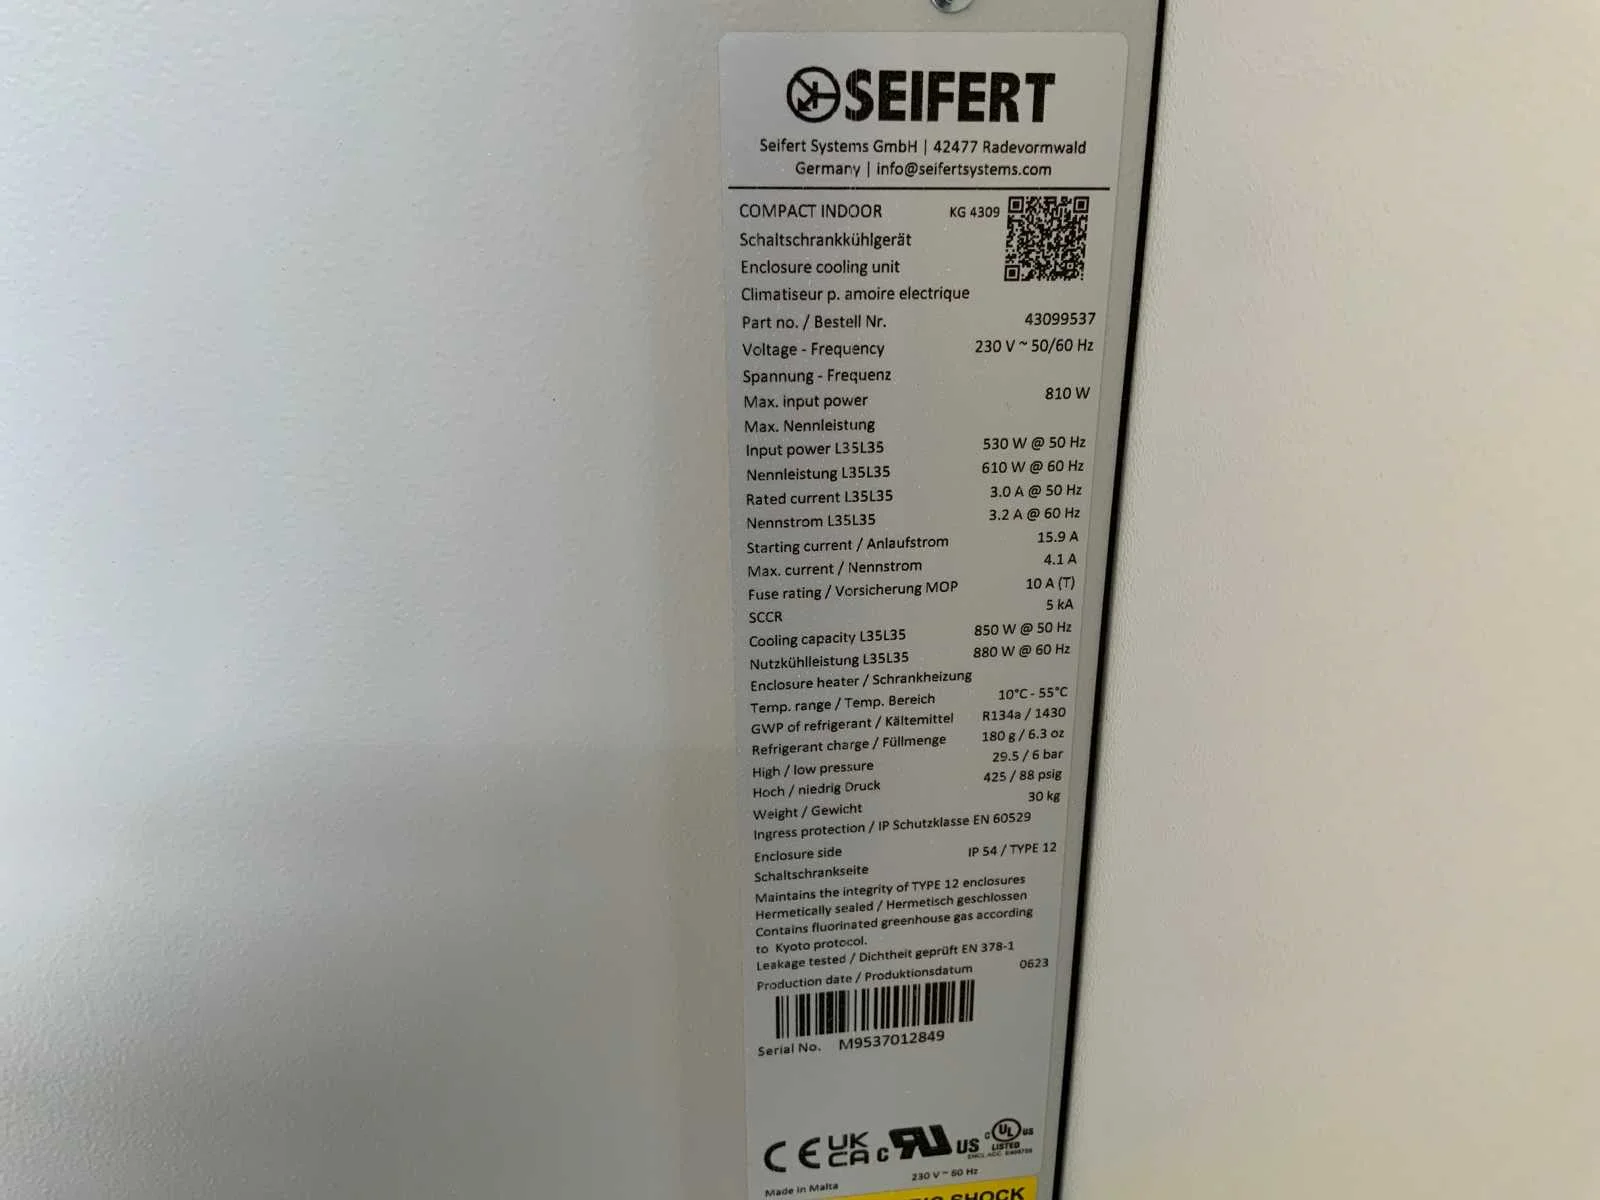 SEIFERT
Seifert Systems GmbH | 42477 Radevormwald
Germany | info@seifertsystems.com
COMPACT INDOOR KG 4309
Schaltschrankkühlgerät
Enclosure cooling unit
Climatiseur p. amoire electrique
Part no. / Bestell Nr. 43099537
Voltage - Frequency 230 V ~ 50/60 Hz
Spannung - Frequenz
Max. input power 810 W
Max. Nennleistung
Input power L35L35 530 W @ 50 Hz
Nennleistung L35L35 610 W @ 60 Hz
Rated current L35L35 3.0 A @ 50 Hz
Nennstrom L35L35 3.2 A @ 60 Hz
Starting current / Anlaufstrom 15.9 A
Max. current / Nennstrom 4.1 A
Fuse rating / Vorsicherung MOP 10 A (T)
SCCR 5 kA
Cooling capacity L35L35 850 W @ 50 Hz
Nutzkühlleistung L35L35 880 W @ 60 Hz
Enclosure heater / Schrankheizung
Temp. range / Temp. Bereich 10°C - 55°C
GWP of refrigerant / Kältemittel R134a / 1430
Refrigerant charge / Füllmenge 180 g / 6.3 oz
High / low pressure 29.5 / 6 bar
Hoch / niedrig Druck 425 / 88 psig
Weight / Gewicht 30 kg
Ingress protection / IP Schutzklasse EN 60529
Enclosure side IP 54 / TYPE 12
Schaltschrankseite
Maintains the integrity of TYPE 12 enclosures
Hermetically sealed / Hermetisch geschlossen
Contains fluorinated greenhouse gas according
to Kyoto protocol.
Leakage tested / Dichtheit geprüft EN 378-1
Production date / Produktionsdatum 0623
Serial No. M9537012849
CE UK CA c RU US c UL US
LISTED
230 V ~ 60 Hz
Made in Malta
SHOCK